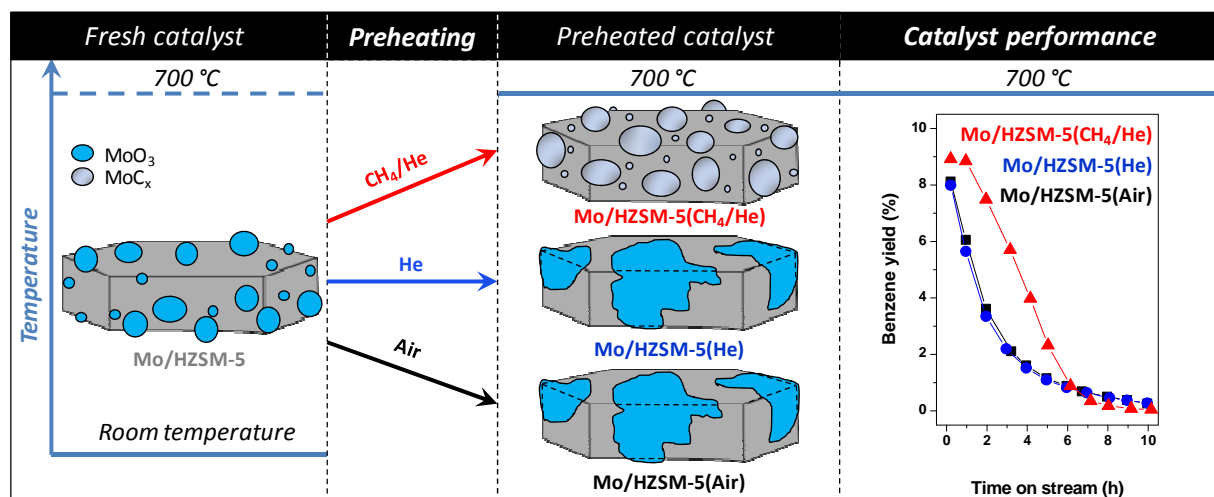 Fresh catalyst
Preheating
Preheated catalyst
Catalyst performance
700 °C
700 °C
700 °C
Temperature
MoO3
MoCx
Mo/HZSM-5
Room temperature
CH4/He
He
Air
Mo/HZSM-5(CH4/He)
Mo/HZSM-5(He)
Mo/HZSM-5(Air)
Mo/HZSM-5(CH4/He)
Mo/HZSM-5(He)
Mo/HZSM-5(Air)
Benzene yield (%)
10
8
6
4
2
0
0 2 4 6 8 10
Time on stream (h)